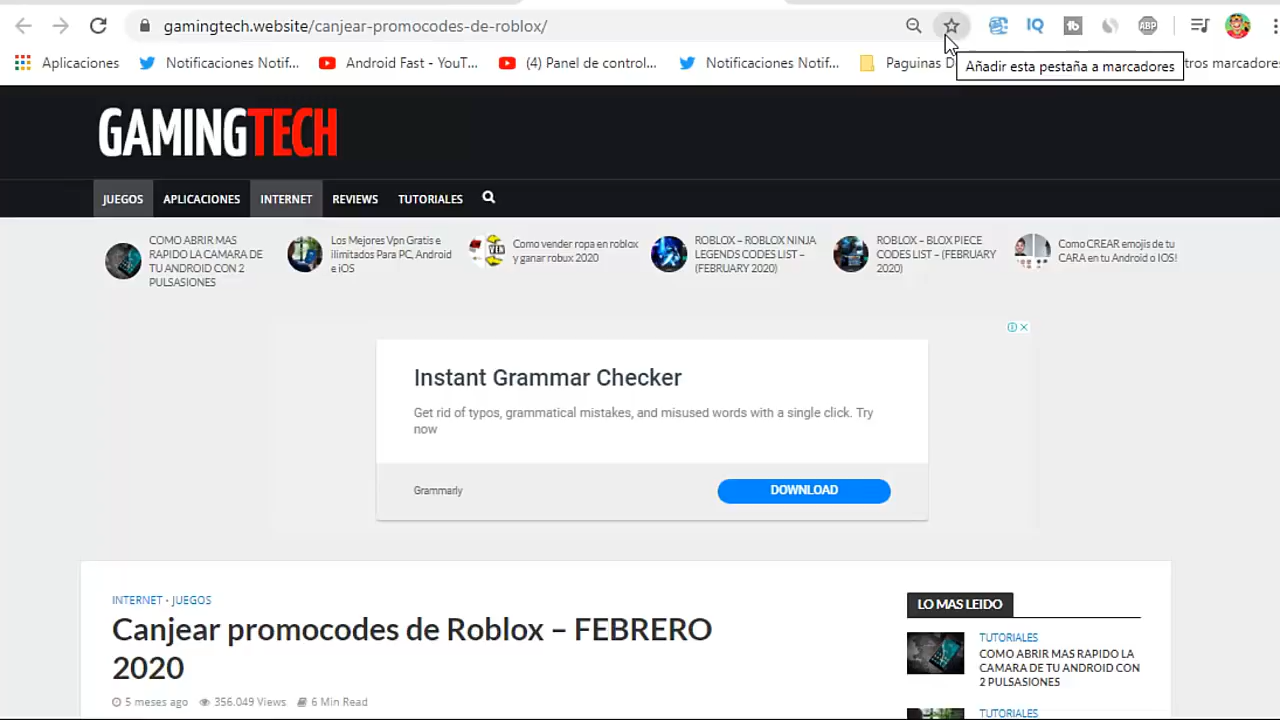 gamingtech.website/canjear-promocodes-de-roblox/
IQ
tb
ABP
Aplicaciones
Notificaciones Notif...
Android Fast - YouT...
(4) Panel de control...
Notificaciones Notif...
Paguinas D
tros marcadores
Añadir esta pestaña a marcadores
GAMINGTECH
JUEGOS
APLICACIONES
INTERNET
REVIEWS
TUTORIALES
COMO ABRIR MAS
RAPIDO LA CAMARA DE
TU ANDROID CON 2
PULSASIONES
Los Mejores Vpn Gratis e
ilimitados Para PC, Android
e iOS
Como vender ropa en roblox
y ganar robux 2020
ROBLOX – ROBLOX NINJA
LEGENDS CODES LIST –
(FEBRUARY 2020)
ROBLOX – BLOX PIECE
CODES LIST – (FEBRUARY
2020)
Como CREAR emojis de tu
CARA en tu Android o IOS!
Instant Grammar Checker
Get rid of typos, grammatical mistakes, and misused words with a single click. Try
now
Grammarly
DOWNLOAD
INTERNET • JUEGOS
Canjear promocodes de Roblox – FEBRERO
2020
5 meses ago
356.049 Views
6 Min Read
LO MAS LEIDO
TUTORIALES
COMO ABRIR MAS RAPIDO LA
CAMARA DE TU ANDROID CON
2 PULSASIONES
TUTORIALES